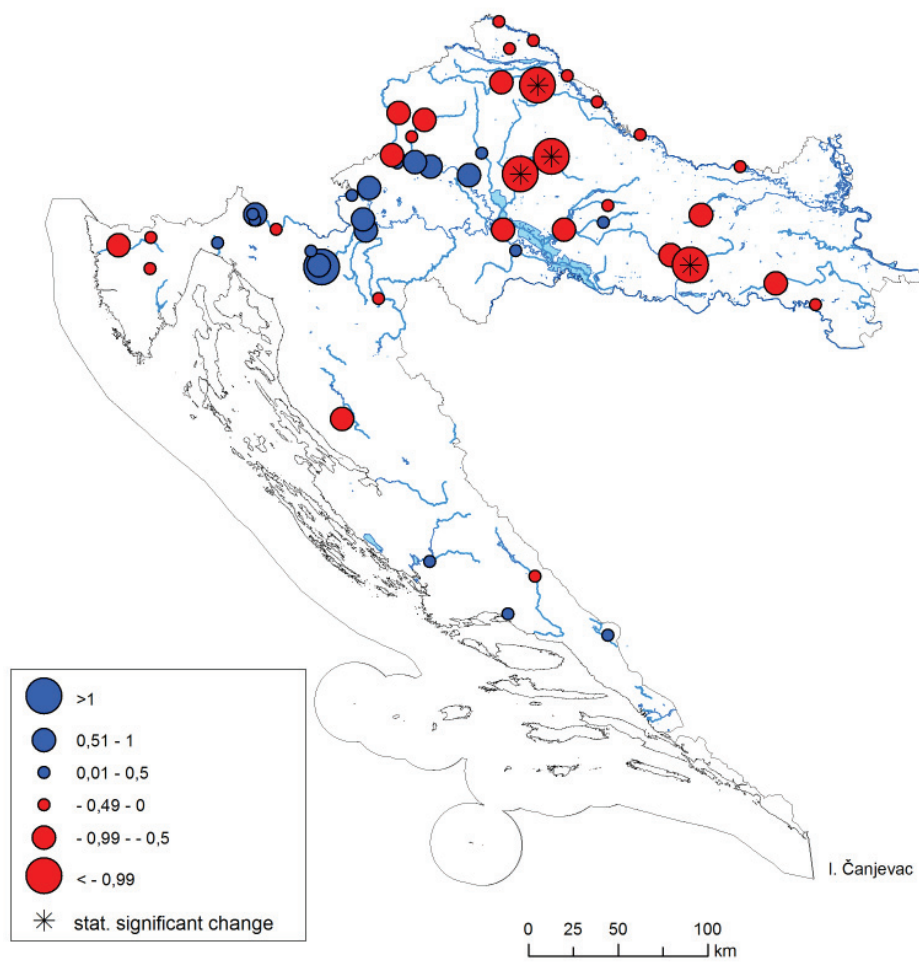 >1
0,51 - 1
0,01 - 0,5
- 0,49 - 0
- 0,99 - - 0,5
< - 0,99
stat. significant change
I. Čanjevac
0 25 50 100
km